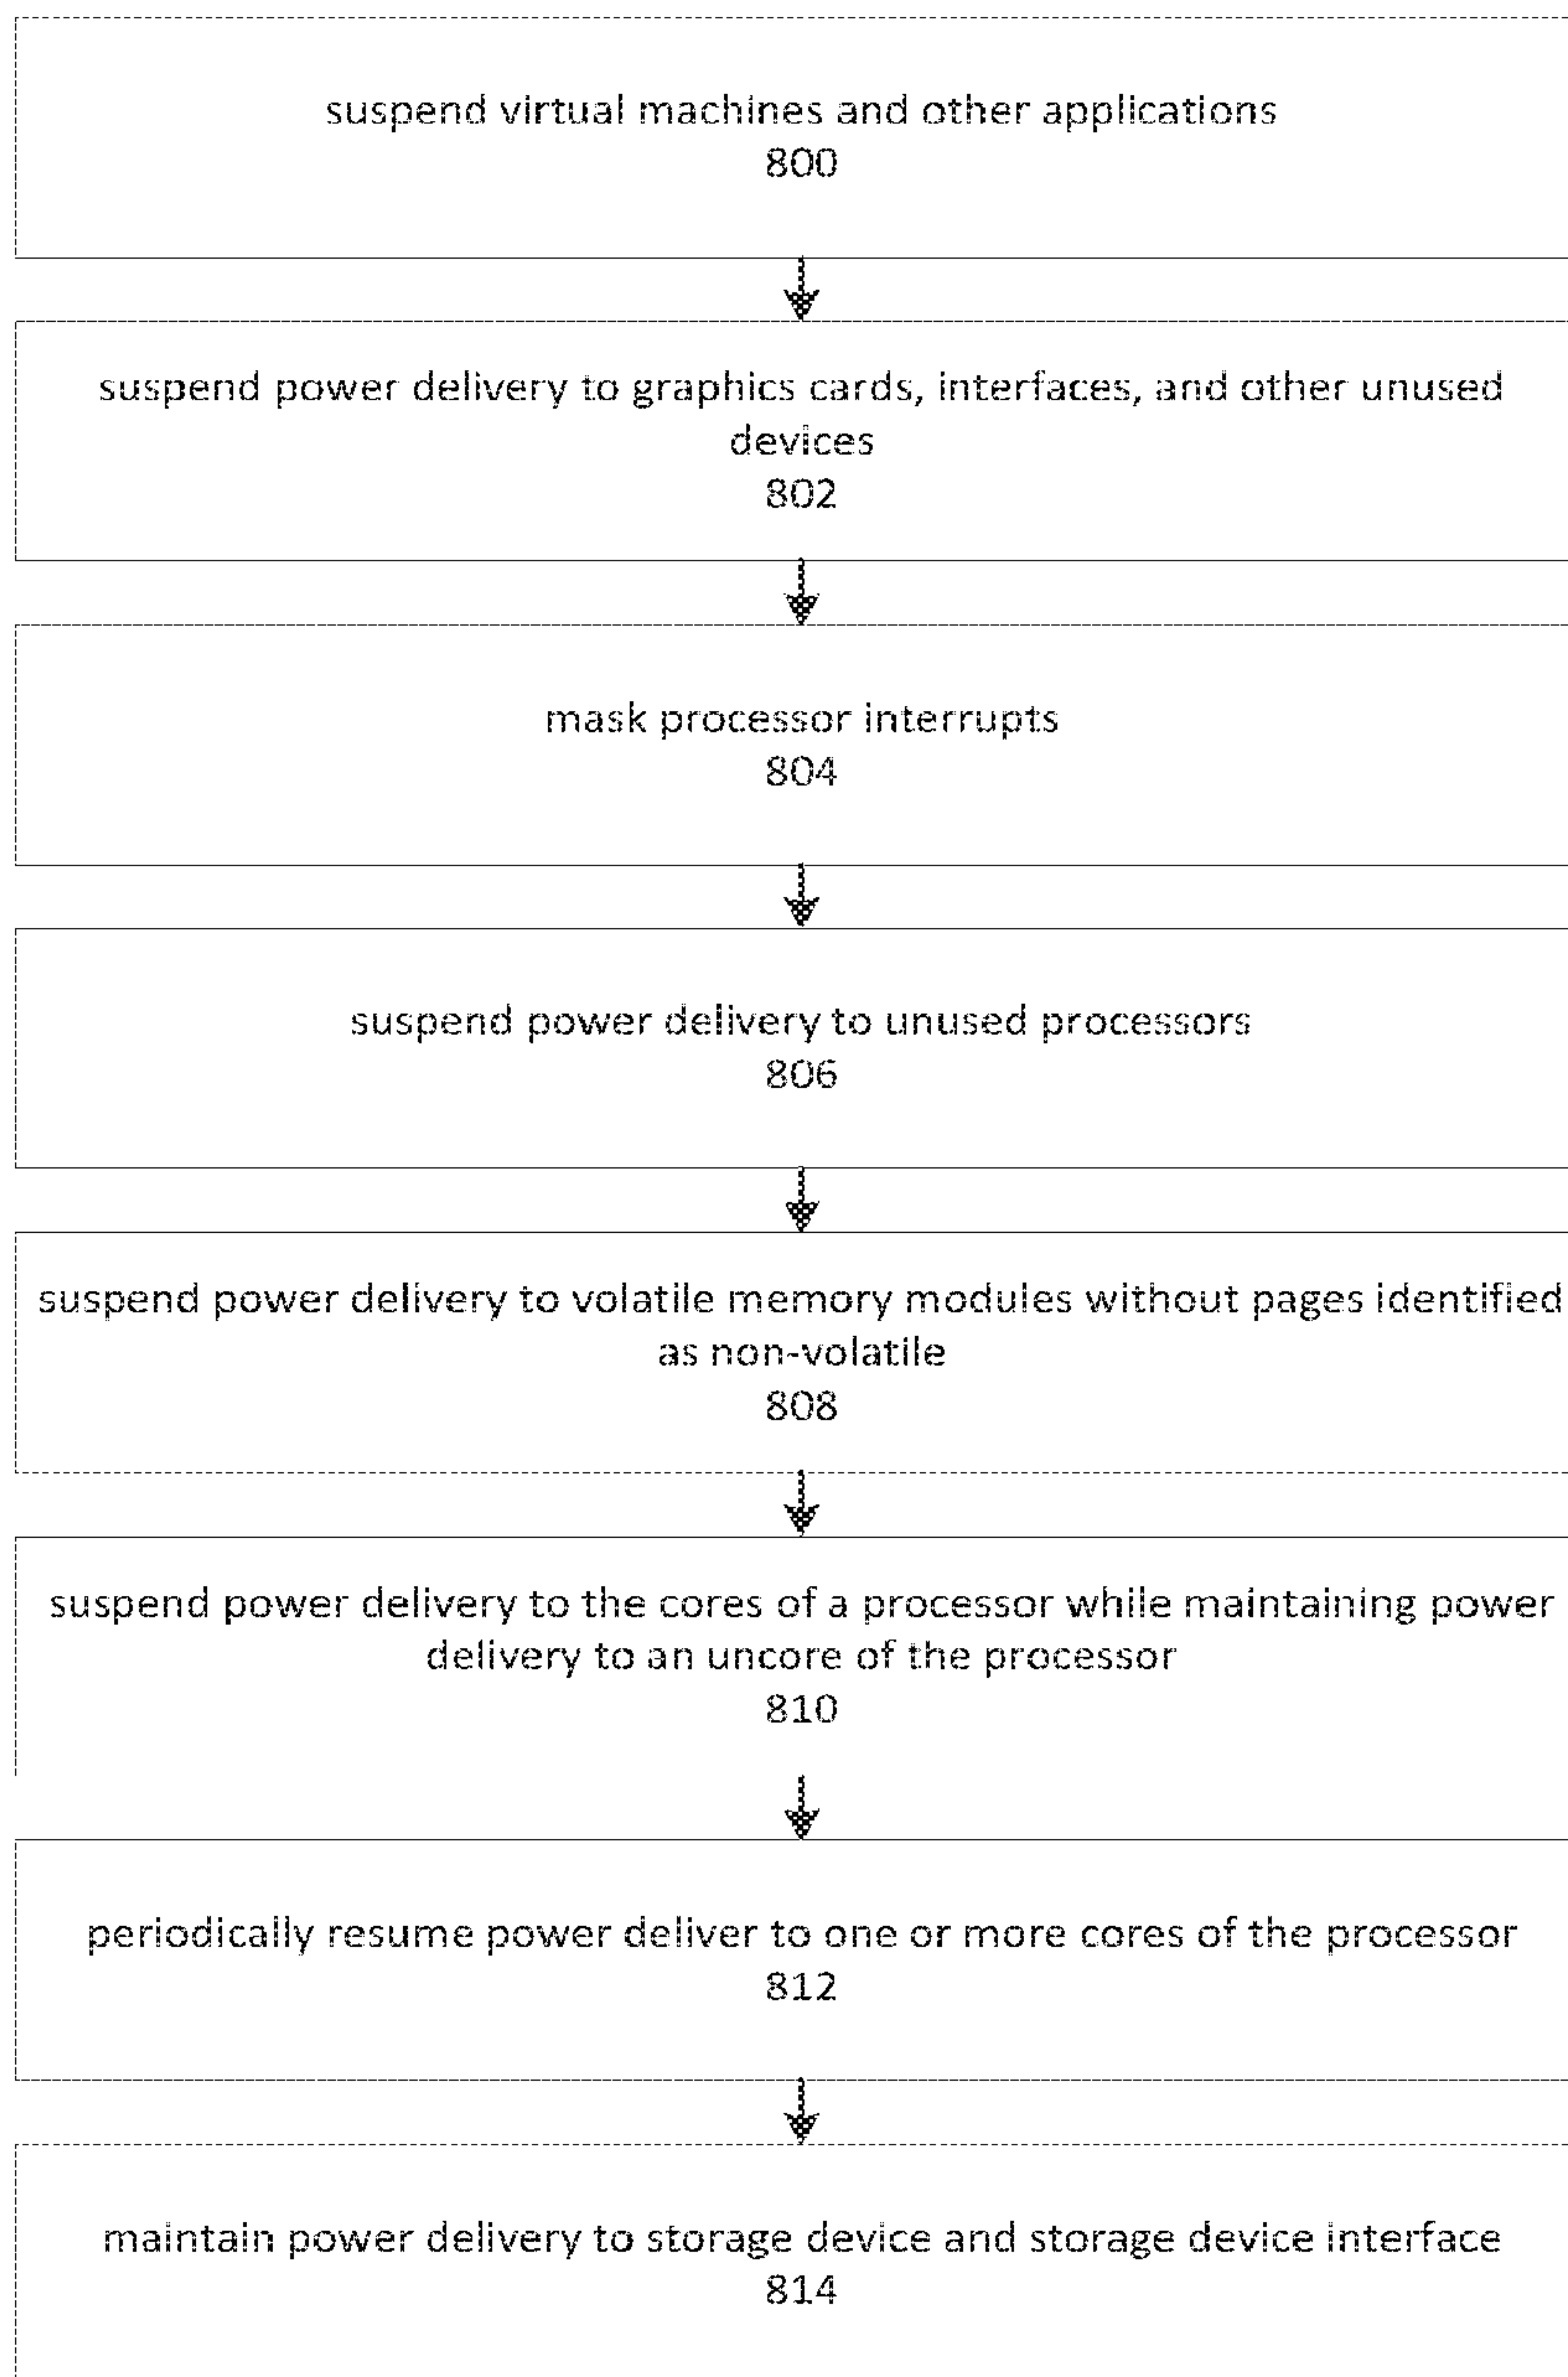 suspend virtual machines and other applications
800
suspend power delivery to graphics cards, interfaces, and other unused
devices
802
mask processor interrupts
804
suspend power delivery to unused processors
806
suspend power delivery to volatile memory modules without pages identified
as non-volatile
808
suspend power delivery to the cores of a processor while maintaining power
delivery to an uncore of the processor
810
periodically resume power deliver to one or more cores of the processor
812
maintain power delivery to storage device and storage device interface
814